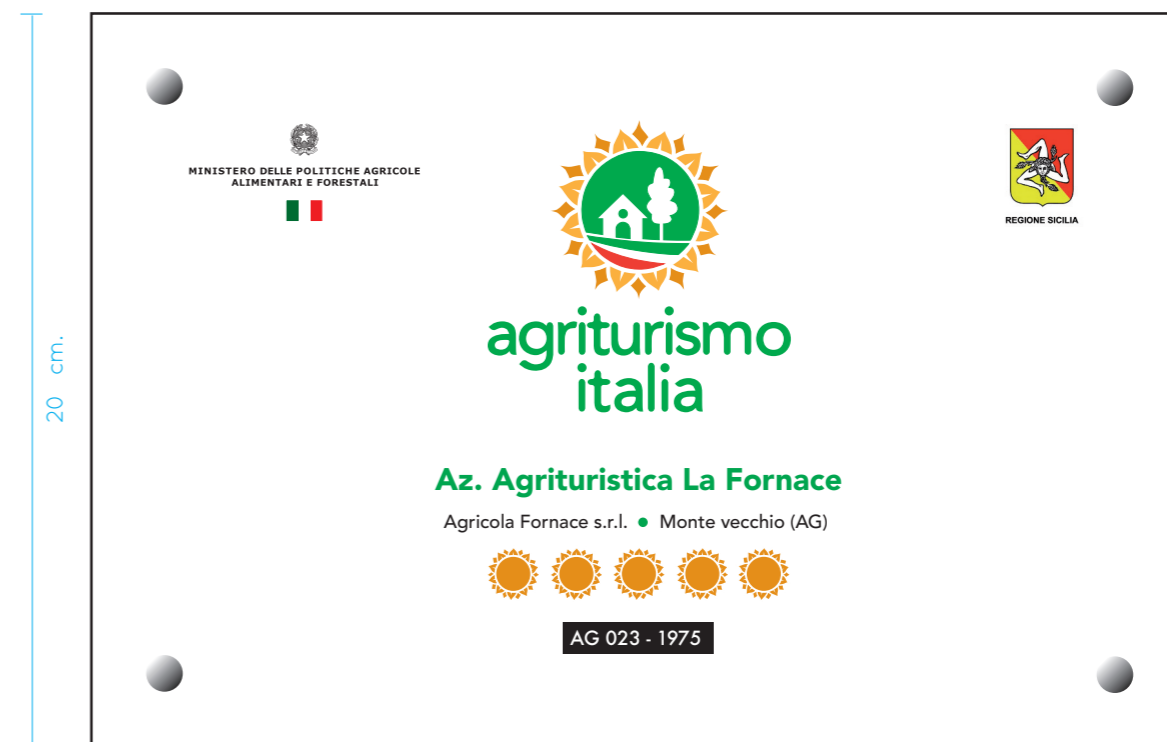 20 cm.
MINISTERO DELLE POLITICHE AGRICOLE
ALIMENTARI E FORESTALI
REGIONE SICILIA
agriturismo
italia
Az. Agrituristica La Fornace
Agricola Fornace s.r.l. • Monte vecchio (AG)
AG 023 - 1975